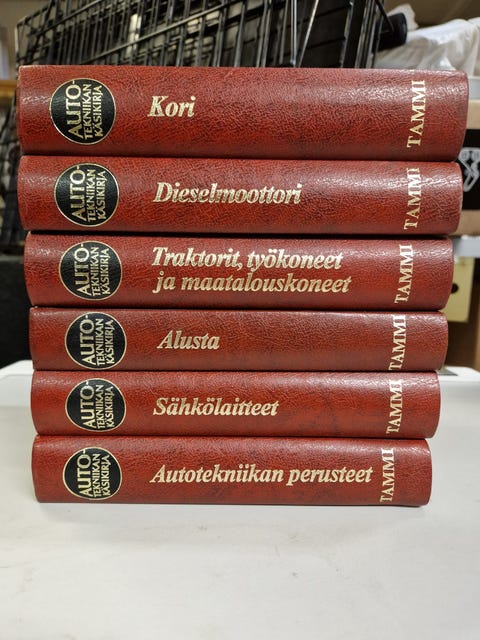 AUTO-
TEKNIIKAN
KÄSIKIRJA
Kori
TAMMI
AUTO-
TEKNIIKAN
KÄSIKIRJA
Dieselmoottori
TAMMI
AUTO-
TEKNIIKAN
KÄSIKIRJA
Traktorit, työkoneet
ja maatalouskoneet
TAMMI
AUTO-
TEKNIIKAN
KÄSIKIRJA
Alusta
TAMMI
AUTO-
TEKNIIKAN
KÄSIKIRJA
Sähkölaitteet
TAMMI
AUTO-
TEKNIIKAN
KÄSIKIRJA
Autotekniikan perusteet
TAMMI